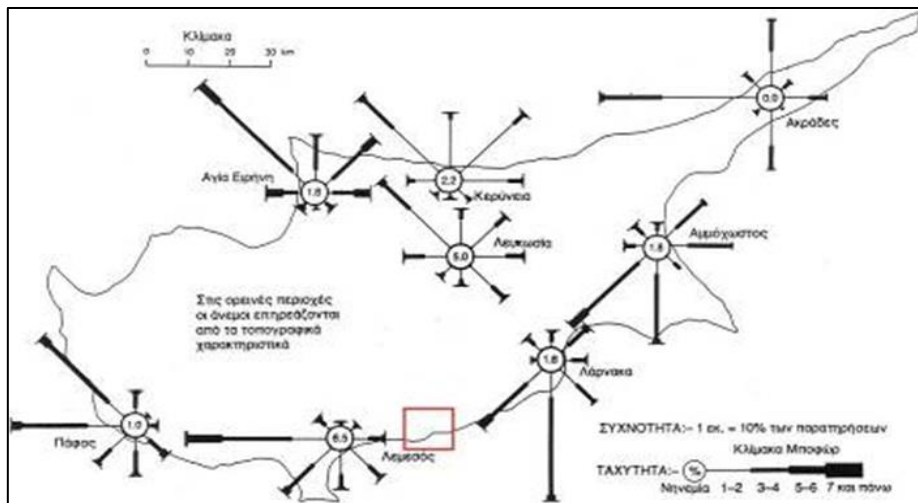 Κλίμακα
0 10 20 30 km
0,0
Ακράδες
Αγία Ειρήνη
1.8
2.2
Κερύνεια
Λευκωσία
5,0
Αμμόχωστος
1.8
Στις ορεινές περιοχές
οι άνεμοι επηρεάζονται
από τα τοπογραφικά
χαρακτηριστικά
1.8
Λάρνακα
1.0
Πάφος
6.5
Λεμεσός
ΣΥΧΝΟΤΗΤΑ:– 1 εκ. = 10% των παρατηρήσεων
Κλίμακα Μποφώρ
ΤΑΧΥΤΗΤΑ:– %
Νηνεμία 1–2 3–4 5–6 7 και πάνω